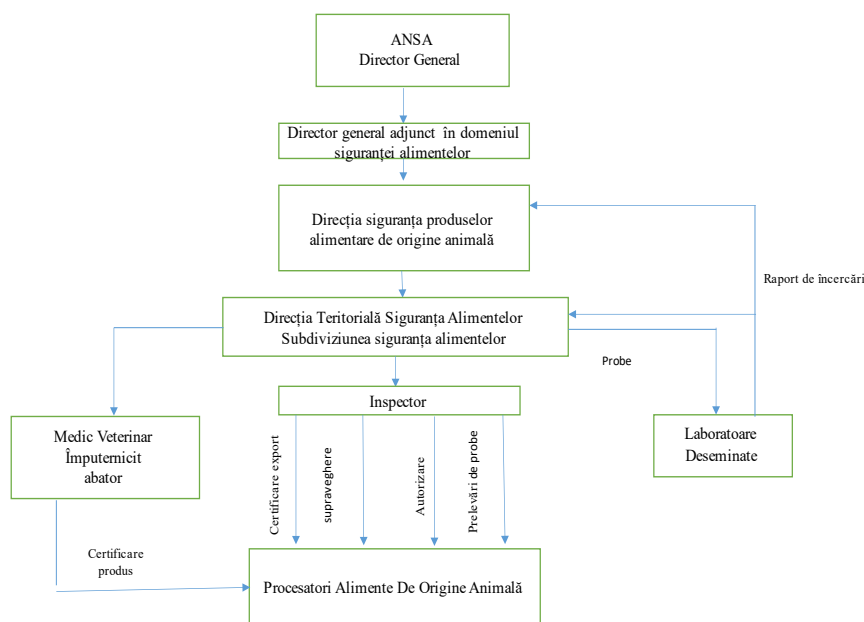 ANSA
Director General
Director general adjunct în domeniul
siguranței alimentelor
Direcția siguranța produselor
alimentare de origine animală
Raport de încercări
Direcția Teritorială Siguranța Alimentelor
Subdiviziunea siguranța alimentelor
Probe
Inspector
Medic Veterinar
Împuternicit
abator
Laboratoare
Deseminate
Certificare export
supraveghere
Autorizare
Prelevări de probe
Certificare
produs
Procesatori Alimente De Origine Animală